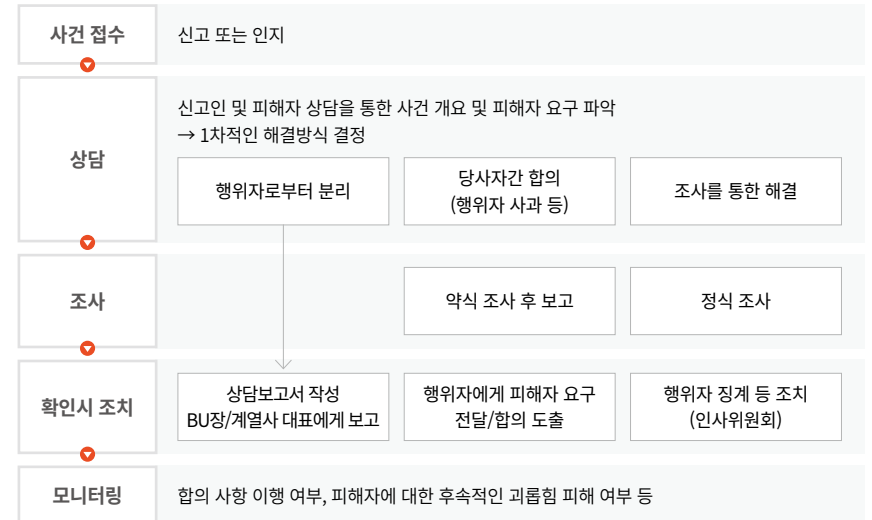 사건 접수
신고 또는 인지
상담
신고인 및 피해자 상담을 통한 사건 개요 및 피해자 요구 파악
→ 1차적인 해결방식 결정
행위자로부터 분리
당사자간 합의
(행위자 사과 등)
조사를 통한 해결
조사
약식 조사 후 보고
정식 조사
확인시 조치
상담보고서 작성
BU장/계열사 대표에게 보고
행위자에게 피해자 요구
전달/합의 도출
행위자 징계 등 조치
(인사위원회)
모니터링
합의 사항 이행 여부, 피해자에 대한 후속적인 괴롭힘 피해 여부 등